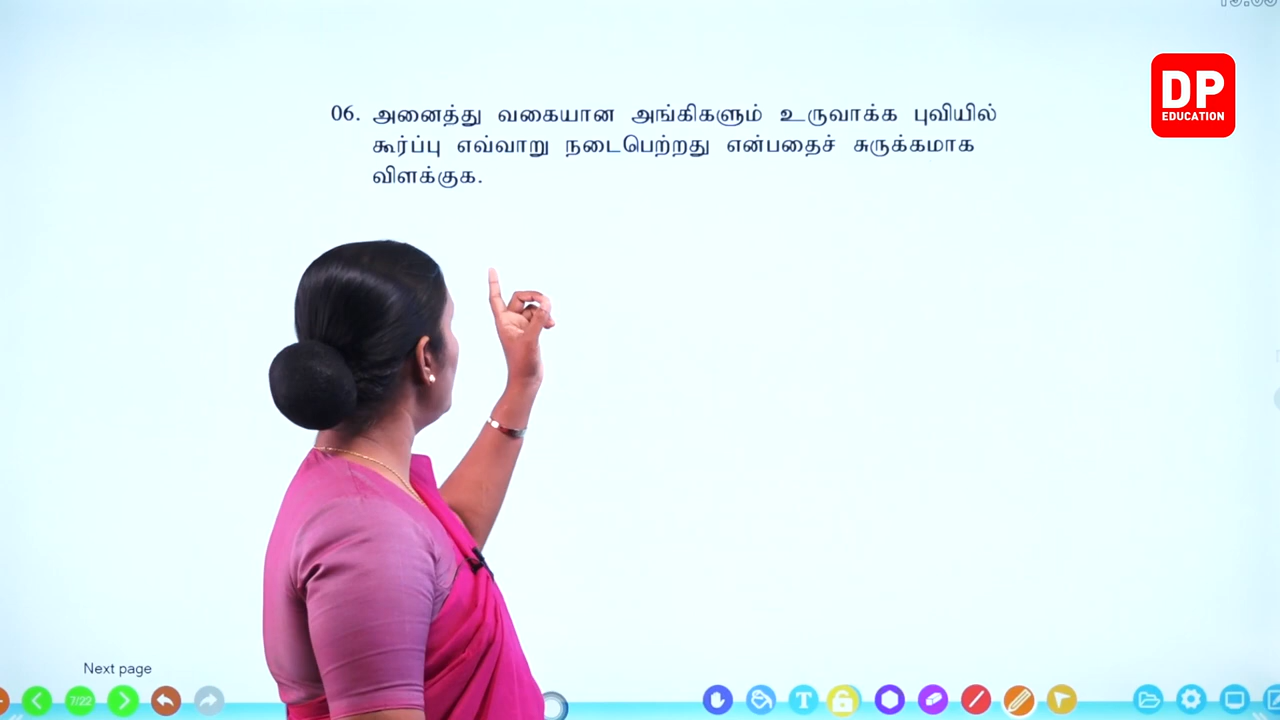 DP
EDUCATION
06. அனைத்து வகையான அங்கிகளும் உருவாக்க புவியில்
கூர்ப்பு எவ்வாறு நடைபெற்றது என்பதைச் சுருக்கமாக
விளக்குக.
Next page
7/22
T